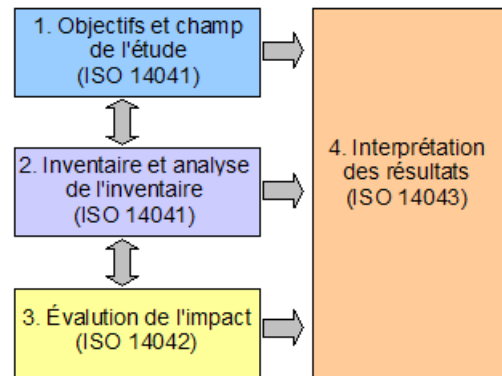 1. Objectifs et champ
de l'étude
(ISO 14041)
2. Inventaire et analyse
de l'inventaire
(ISO 14041)
3. Évalution de l'impact
(ISO 14042)
4. Interprétation
des résultats
(ISO 14043)